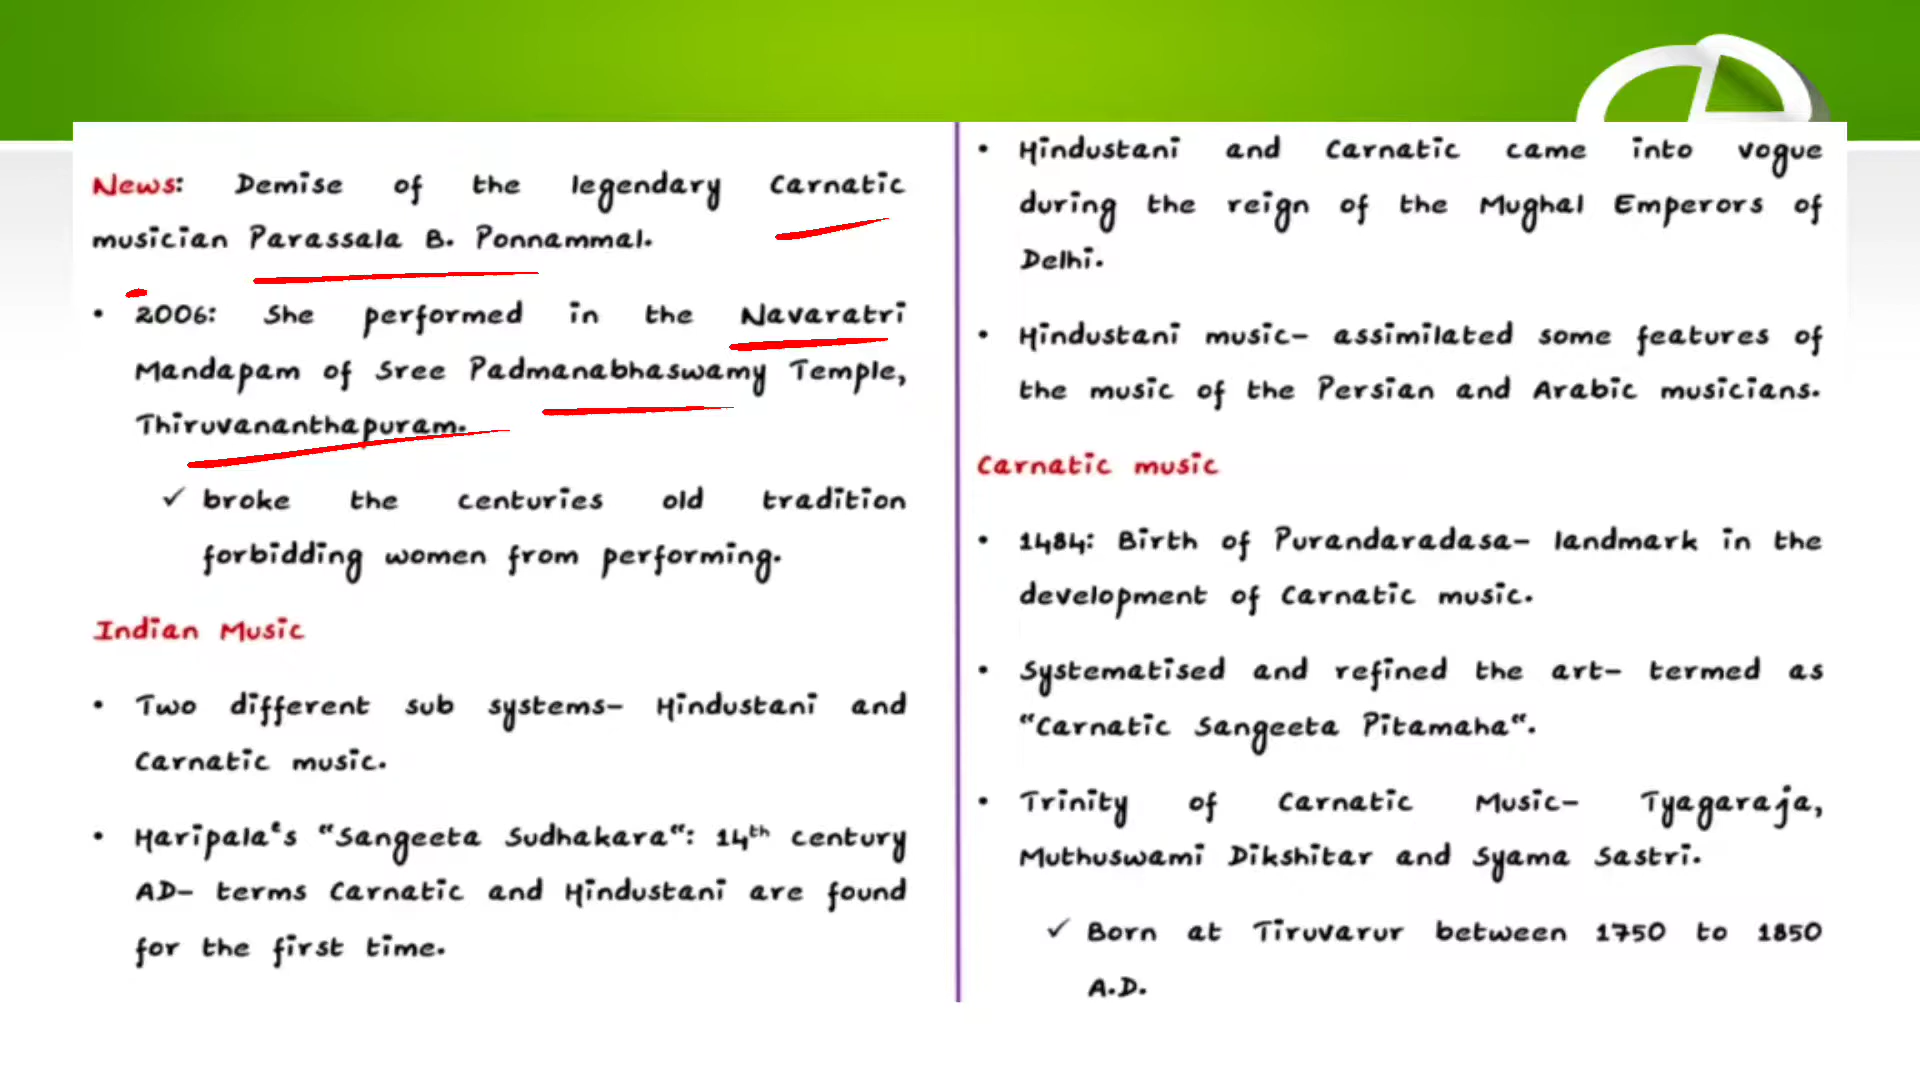 News: Demise of the legendary Carnatic
musician Parassala B. Ponnammal.
• 2006: She performed in the Navaratri
Mandapam of Sree Padmanabhaswamy Temple,
Thiruvananthapuram.
✓ broke the centuries old tradition
forbidding women from performing.
Indian Music
• Two different sub systems- Hindustani and
Carnatic music.
• Haripala's "Sangeeta Sudhakara": 14th century
AD- terms Carnatic and Hindustani are found
for the first time.
• Hindustani and Carnatic came into vogue
during the reign of the Mughal Emperors of
Delhi.
• Hindustani music- assimilated some features of
the music of the Persian and Arabic musicians.
Carnatic music
• 1484: Birth of Purandaradasa- landmark in the
development of Carnatic music.
• Systematised and refined the art- termed as
"Carnatic Sangeeta Pitamaha".
• Trinity of Carnatic Music- Tyagaraja,
Muthuswami Dikshitar and Syama Sastri.
✓ Born at Tiruvarur between 1750 to 1850
A.D.